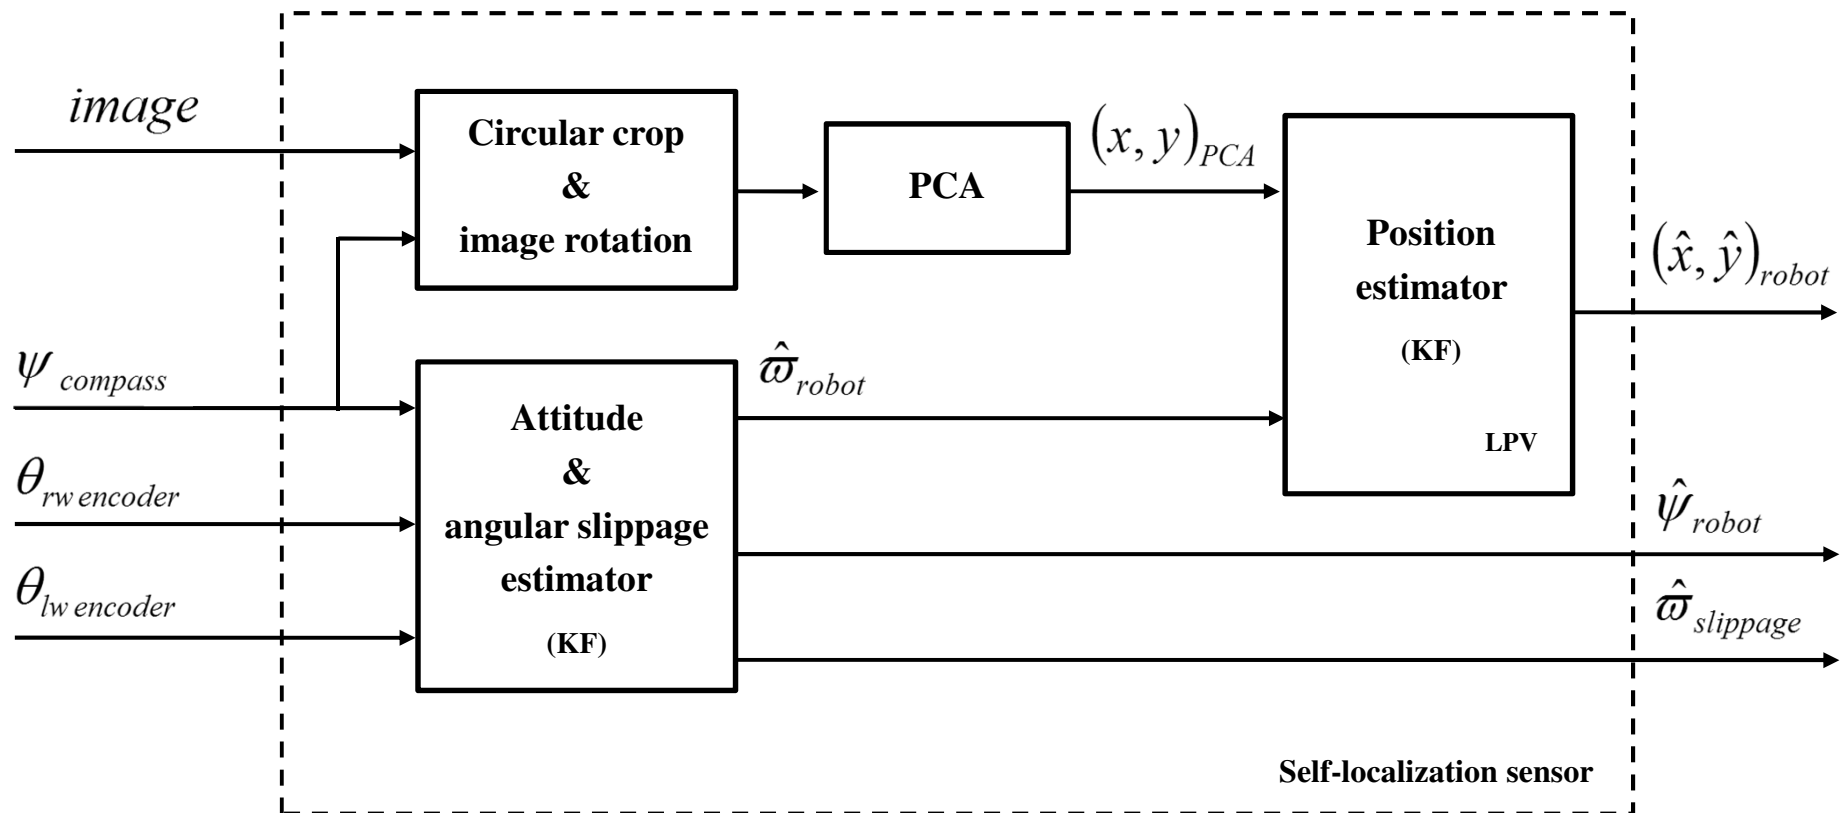 image
Circular crop
&
image rotation
PCA
(x, y)PCA
Position
estimator
(KF)
LPV
(x̂, ŷ)robot
ψ compass
θrw encoder
θlw encoder
Attitude
&
angular slippage
estimator
(KF)
ϖ̂robot
ψ̂robot
ϖ̂slippage
Self-localization sensor